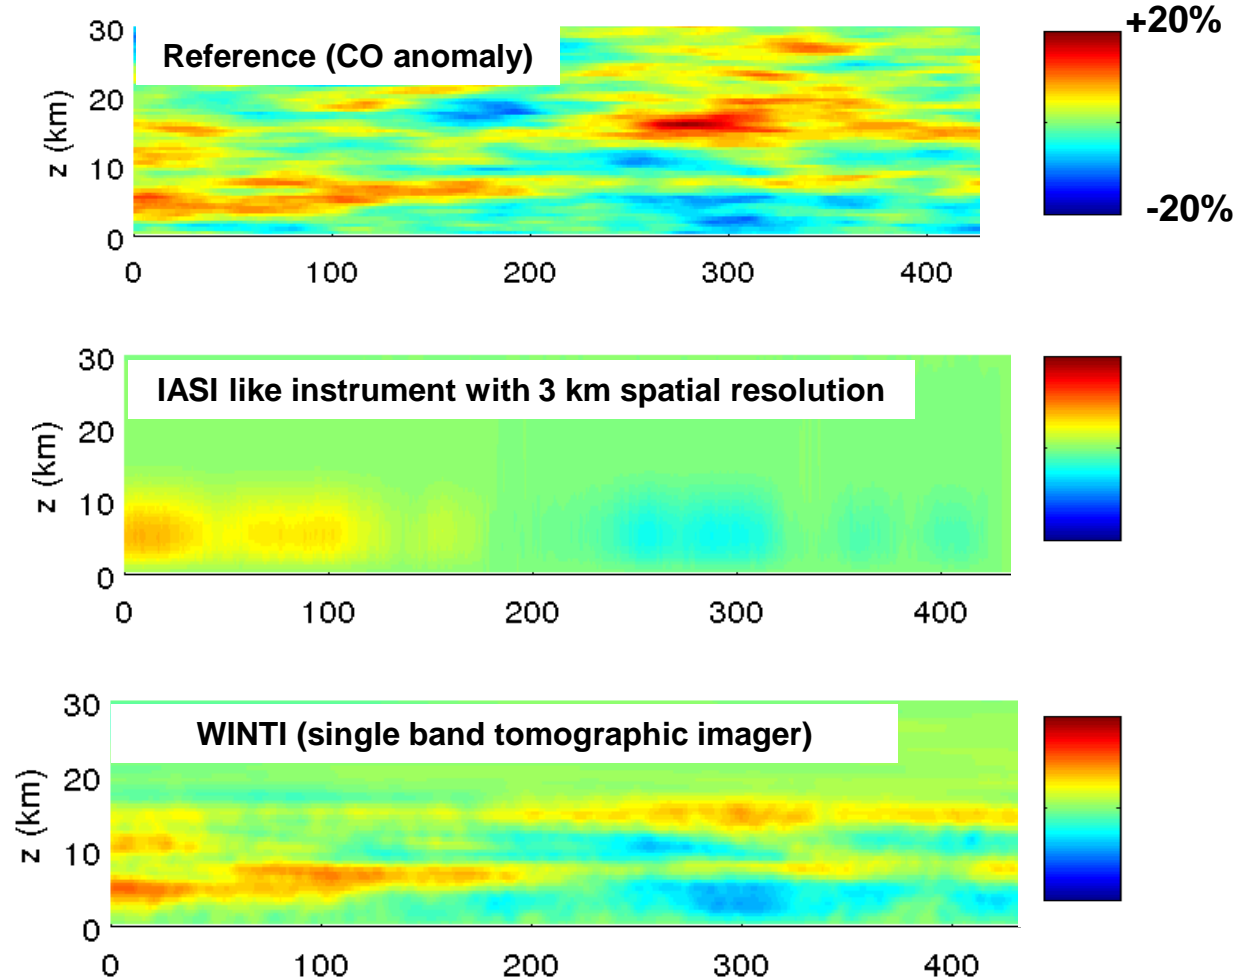 +20%
Reference (CO anomaly)
30
20
10
0
z (km)
-20%
0 100 200 300 400
IASI like instrument with 3 km spatial resolution
30
20
10
0
z (km)
0 100 200 300 400
WINTI (single band tomographic imager)
30
20
10
0
z (km)
0 100 200 300 400